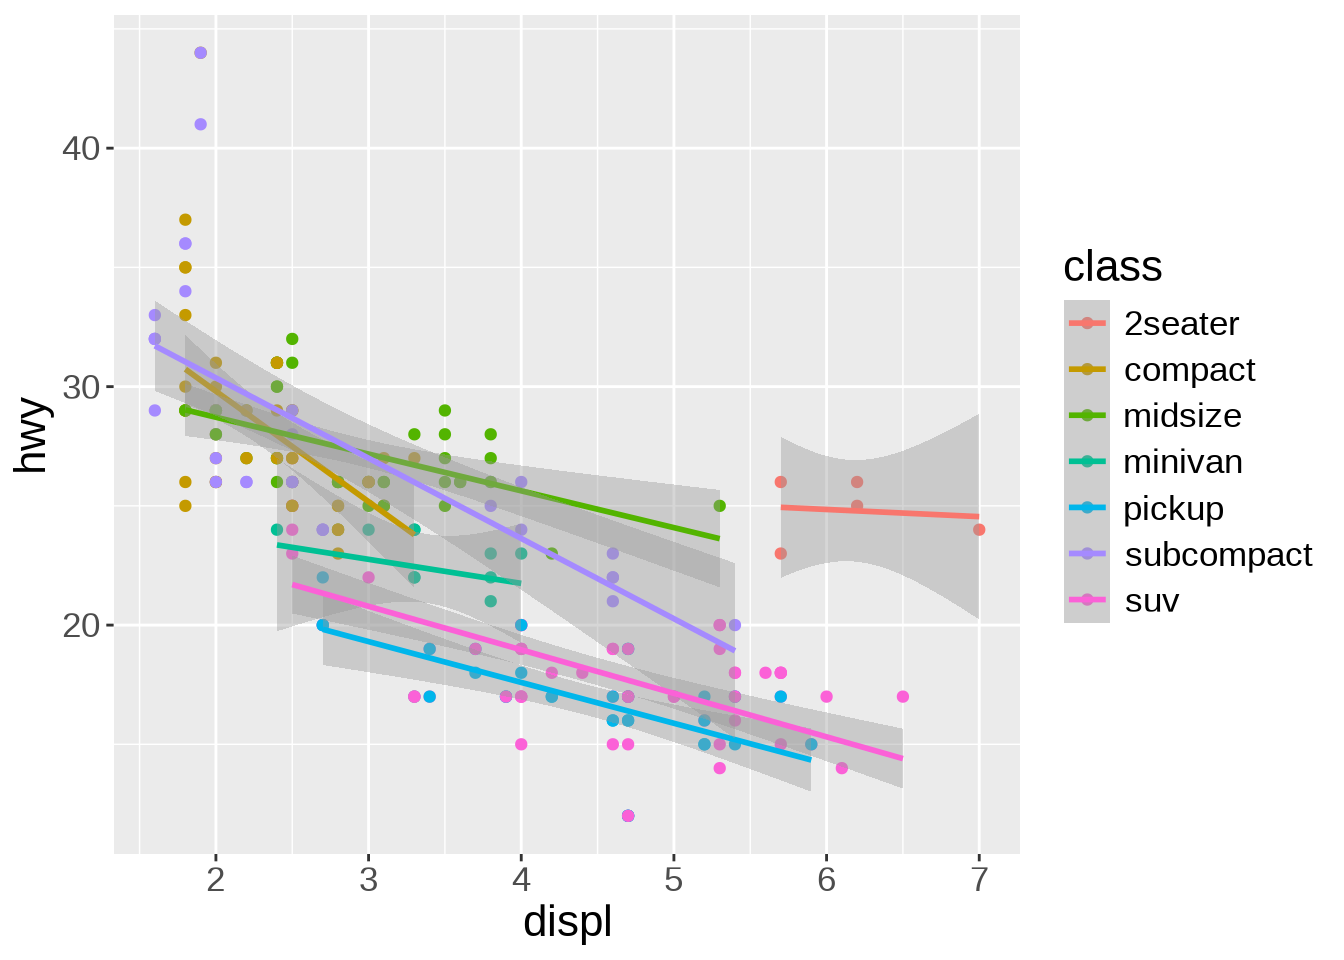 hwy
40
30
20
2 3 4 5 6 7
displ
class
2seater
compact
midsize
minivan
pickup
subcompact
suv